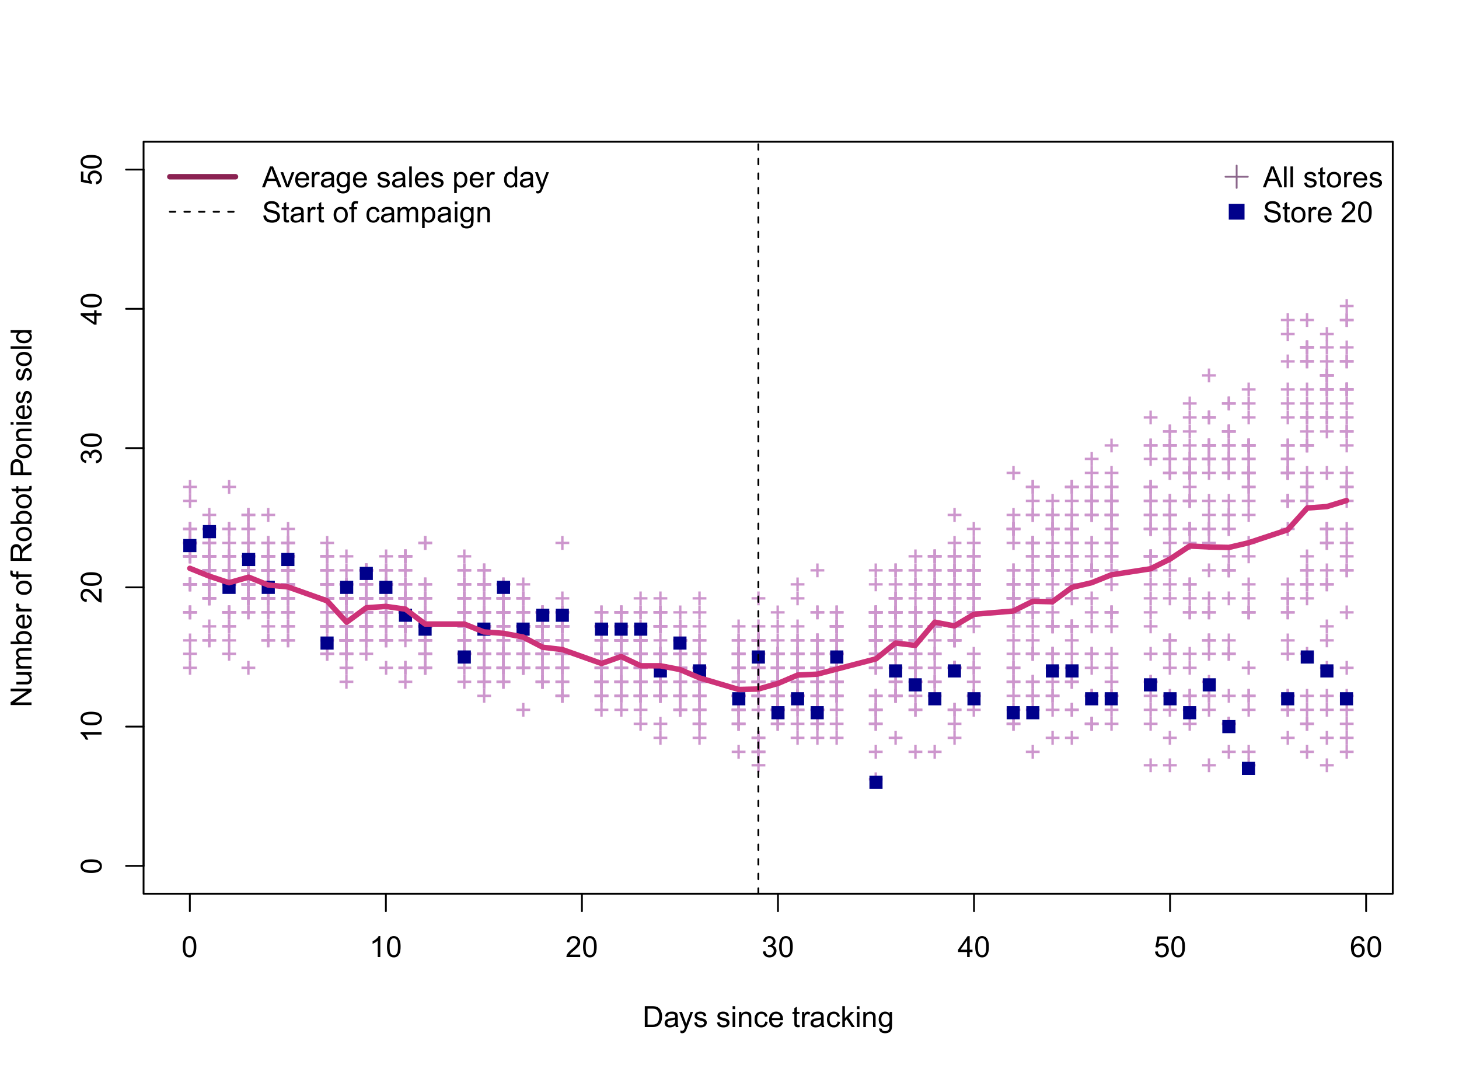 Average sales per day
Start of campaign
All stores
Store 20
Number of Robot Ponies sold
50
40
30
20
10
0
0 10 20 30 40 50 60
Days since tracking